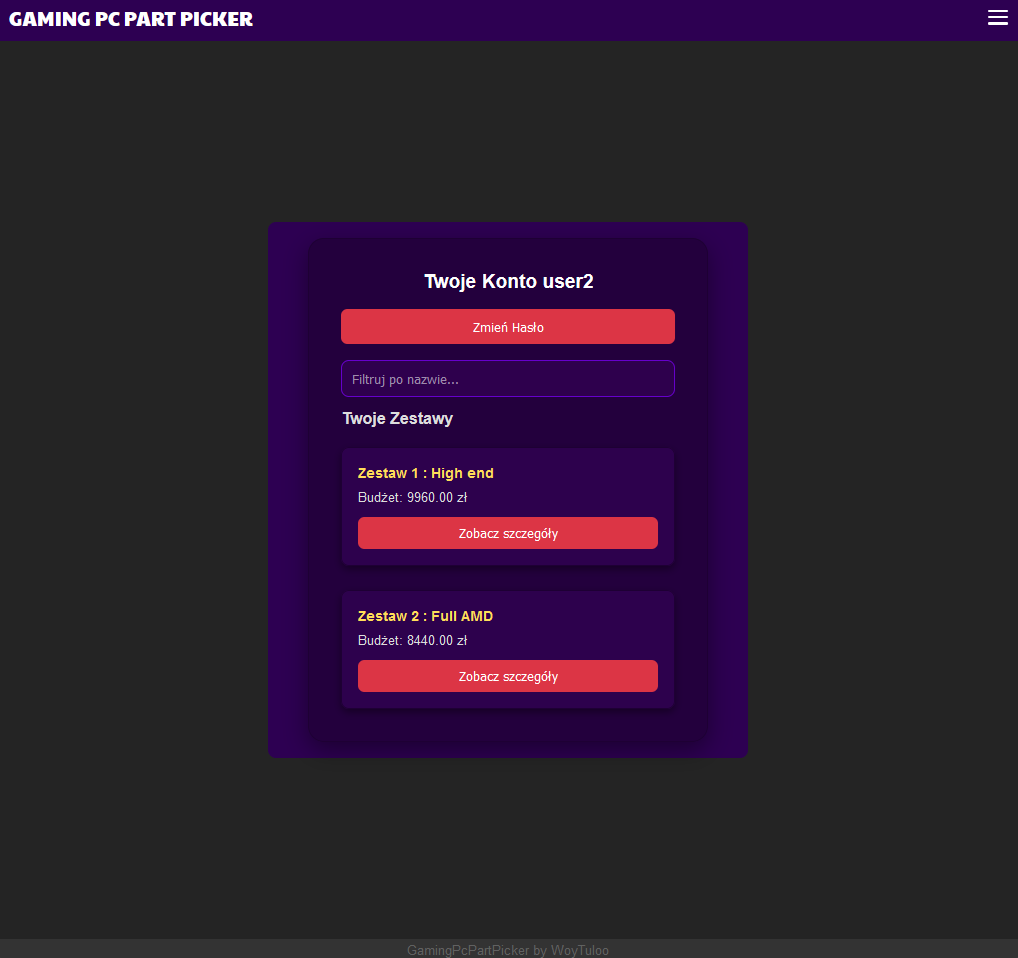 GAMING PC PART PICKER
Twoje Konto user2
Zmień Hasło
Filtruj po nazwie...
Twoje Zestawy
Zestaw 1 : High end
Budżet: 9960.00 zł
Zobacz szczegóły
Zestaw 2 : Full AMD
Budżet: 8440.00 zł
Zobacz szczegóły
GamingPcPartPicker by WoyTuloo